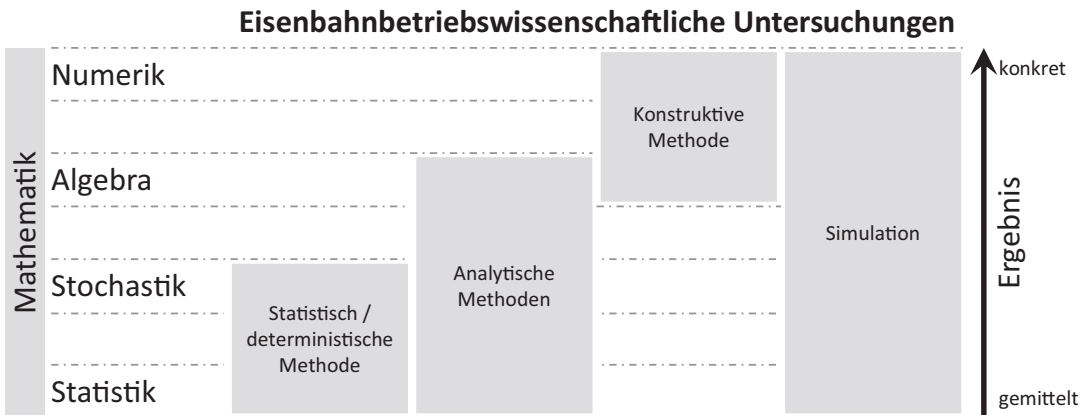 Eisenbahnbetriebswissenschaftliche Untersuchungen
Mathematik
Numerik
Algebra
Stochastik
Statistik
Statistisch /
deterministische
Methode
Analytische
Methoden
Konstruktive
Methode
Simulation
konkret
Ergebnis
gemittelt